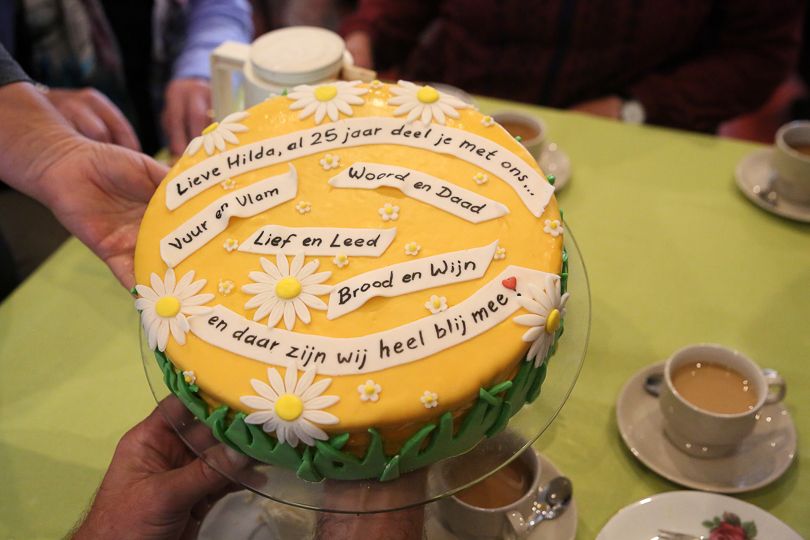 Lieve Hilda, al 25 jaar deel je met ons...
Woord en Daad
Vuur en Vlam
Lief en Leed
Brood en Wijn
en daar zijn wij heel blij mee!